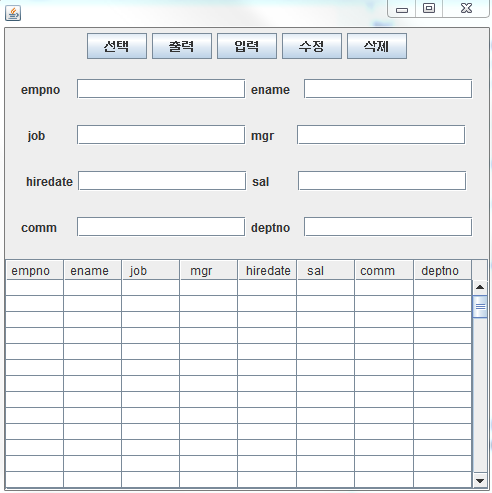 선택 출력 입력 수정 삭제
empno ename
job mgr
hiredate sal
comm deptno
empno ename job mgr hiredate sal comm deptno